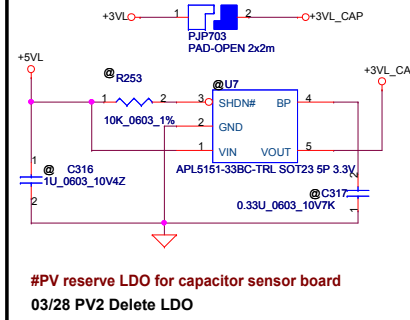 +3VL 1 2 +3VL_CAP
PJP703
PAD-OPEN 2x2m
+5VL
+3VL_CA
@ R253
@U7
1 2 3 SHDN# BP 4
10K_0603_1%
2 GND
1 VIN VOUT 5
APL5151-33BC-TRL SOT23 5P 3.3V
1
@ C316
1U_0603_10V4Z
2
2
@C317
0.33U_0603_10V7K
1
#PV reserve LDO for capacitor sensor board
03/28 PV2 Delete LDO